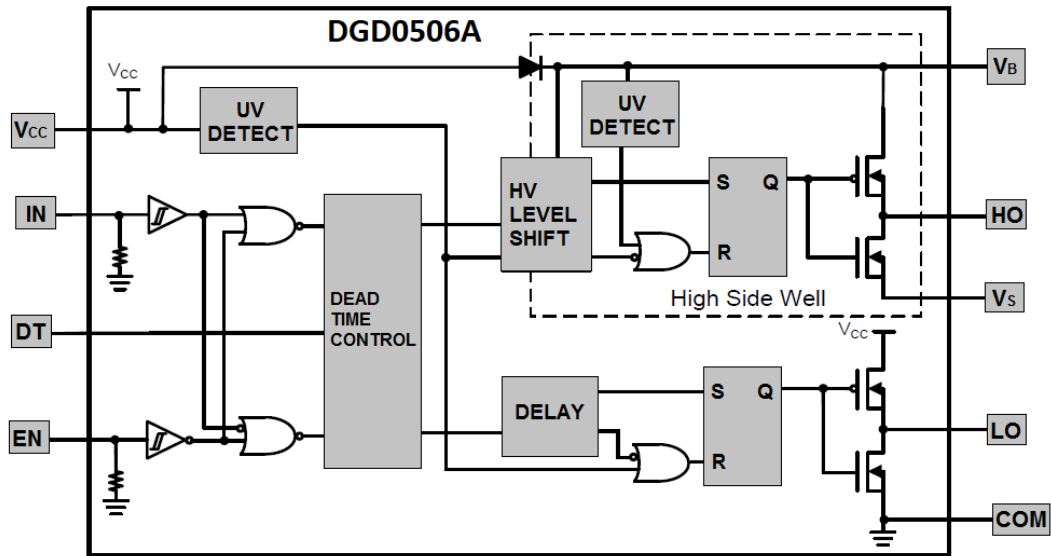 DGD0506A
VCC
VB
UV
DETECT
UV
DETECT
VCC
HV
LEVEL
SHIFT
S
Q
R
IN
HO
DEAD
TIME
CONTROL
High Side Well
VS
DT
VCC
DELAY
S
Q
R
EN
LO
COM